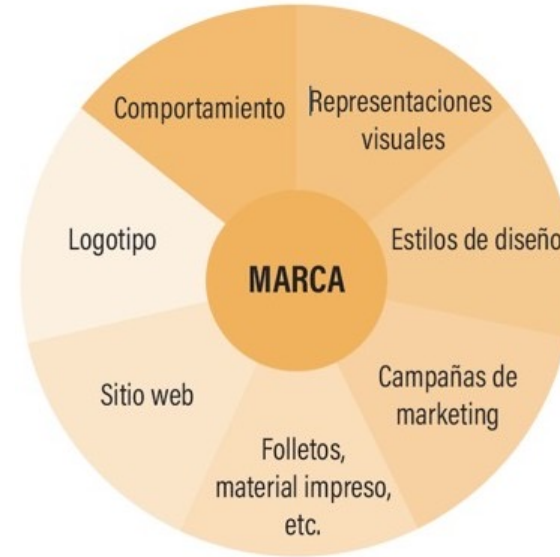 Comportamiento
Representaciones
visuales
Logotipo
Estilos de diseño
MARCA
Sitio web
Campañas de
marketing
Folletos,
material impreso,
etc.